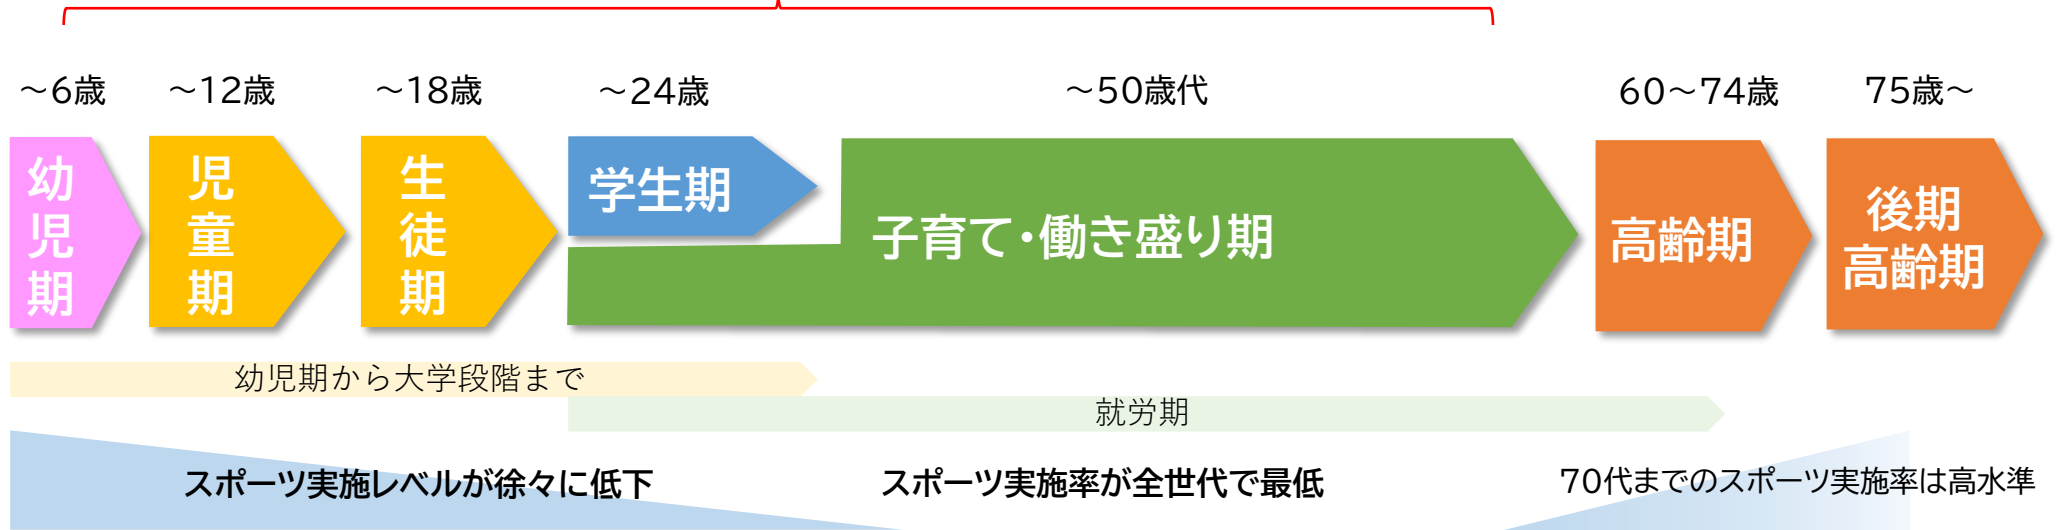 ～6歳
～12歳
～18歳
～24歳
～50歳代
60～74歳
75歳～
幼児期
児童期
生徒期
学生期
子育て・働き盛り期
高齢期
後期
高齢期
幼児期から大学段階まで
就労期
スポーツ実施レベルが徐々に低下
スポーツ実施率が全世代で最低
70代までのスポーツ実施率は高水準